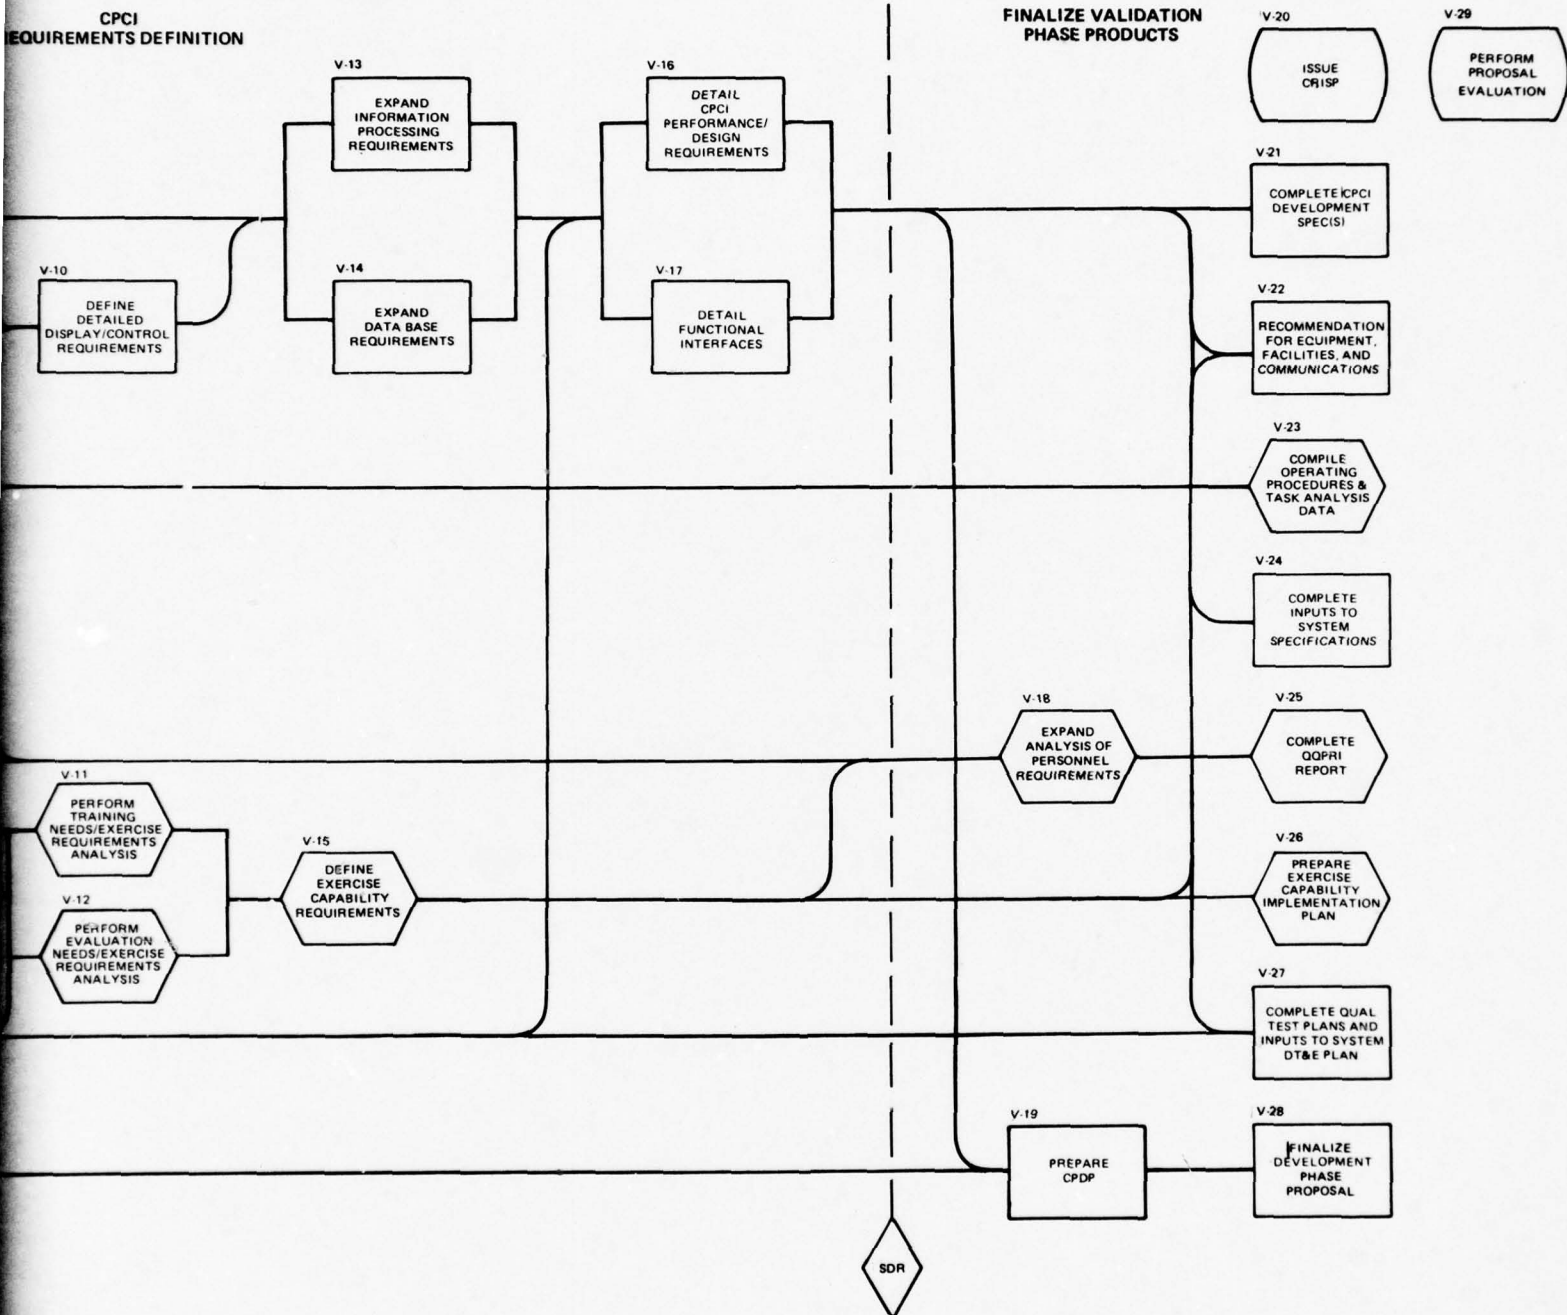 CPCI
EQUIREMENTS DEFINITION
FINALIZE VALIDATION
PHASE PRODUCTS
V-20
ISSUE
CRISP
V-29
PERFORM
PROPOSAL
EVALUATION
V-13
EXPAND
INFORMATION
PROCESSING
REQUIREMENTS
V-16
DETAIL
CPCI
PERFORMANCE/
DESIGN
REQUIREMENTS
V-21
COMPLETE CPCI
DEVELOPMENT
SPEC(S)
V-10
DEFINE
DETAILED
DISPLAY/CONTROL
REQUIREMENTS
V-14
EXPAND
DATA BASE
REQUIREMENTS
V-17
DETAIL
FUNCTIONAL
INTERFACES
V-22
RECOMMENDATION
FOR EQUIPMENT,
FACILITIES, AND
COMMUNICATIONS
V-23
COMPILE
OPERATING
PROCEDURES &
TASK ANALYSIS
DATA
V-24
COMPLETE
INPUTS TO
SYSTEM
SPECIFICATIONS
V-18
EXPAND
ANALYSIS OF
PERSONNEL
REQUIREMENTS
V-25
COMPLETE
QQPRI
REPORT
V-11
PERFORM
TRAINING
NEEDS/EXERCISE
REQUIREMENTS
ANALYSIS
V-15
DEFINE
EXERCISE
CAPABILITY
REQUIREMENTS
V-26
PREPARE
EXERCISE
CAPABILITY
IMPLEMENTATION
PLAN
V-12
PERFORM
EVALUATION
NEEDS/EXERCISE
REQUIREMENTS
ANALYSIS
V-27
COMPLETE QUAL
TEST PLANS AND
INPUTS TO SYSTEM
DT&E PLAN
V-19
PREPARE
CPDP
V-28
FINALIZE
DEVELOPMENT
PHASE
PROPOSAL
SDR